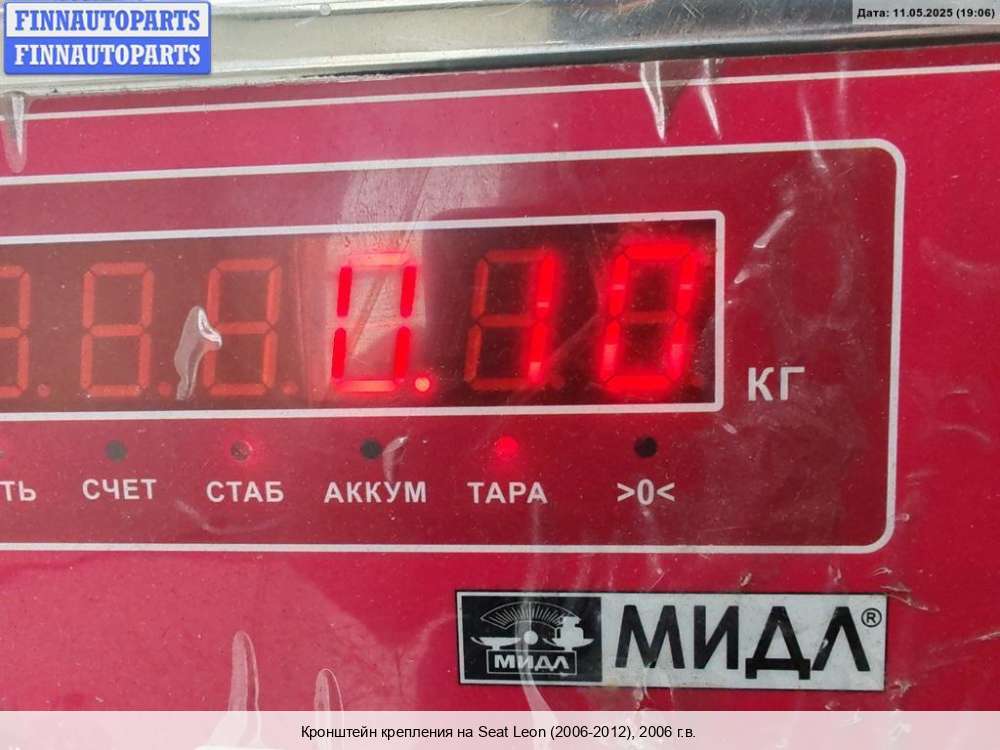 FINNAUTOPARTS
FINNAUTOPARTS
Дата: 11.05.2025 (19:06)
0.10
КГ
ТЬ
СЧЕТ
СТАБ
АККУМ
ТАРА
>0<
МИДЛ
МИДЛ®
Кронштейн крепления на Seat Leon (2006-2012), 2006 г.в.